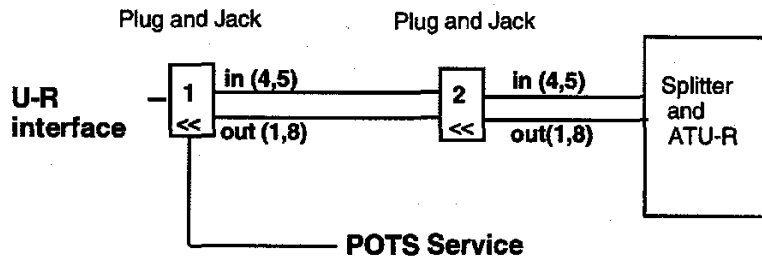 Plug and Jack
Plug and Jack
U-R
interface
1
<<
in (4,5)
out (1,8)
2
<<
in (4,5)
out(1,8)
Splitter
and
ATU-R
POTS Service